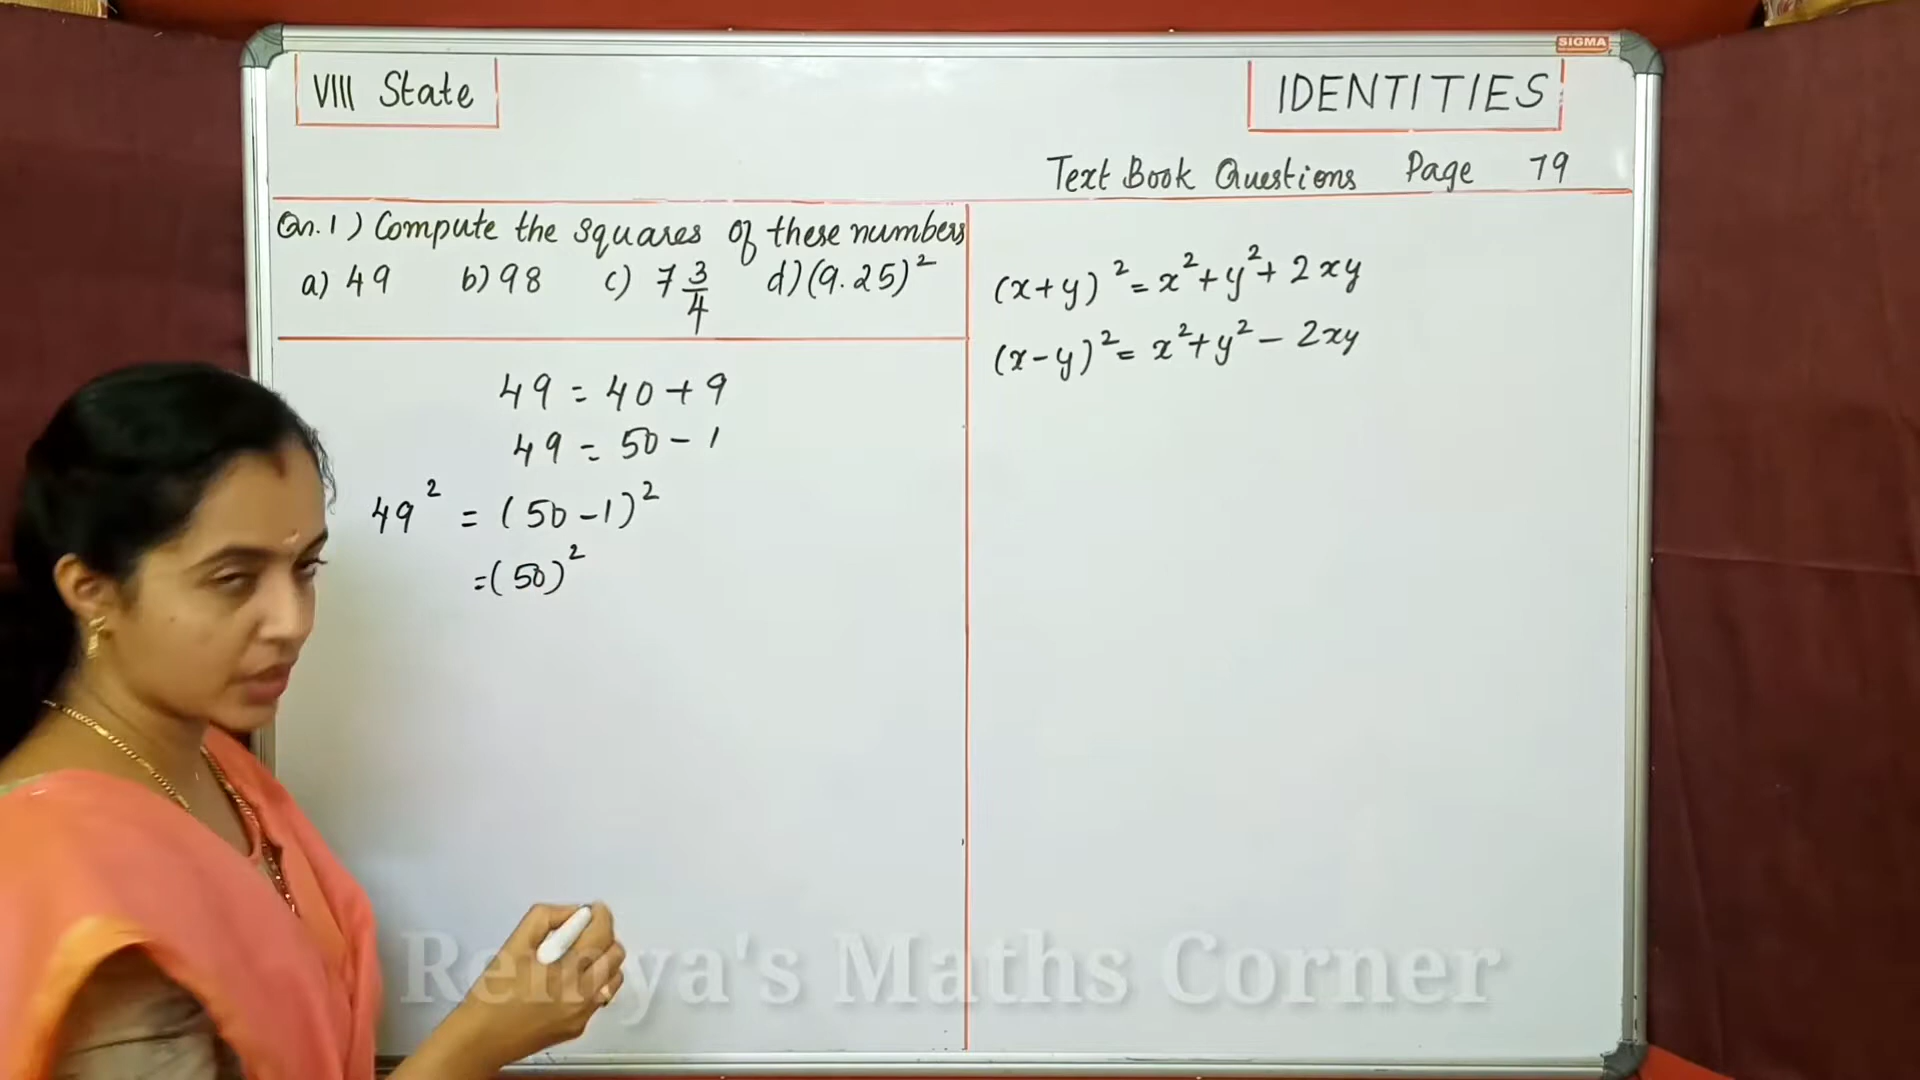 SIGMA
VIII State
IDENTITIES
Text Book Questions Page 79
Qn.1) Compute the squares of these numbers
a) 49 b) 98 c) 7 3/4 d) (9.25)²
(x+y)² = x²+y²+2xy
(x-y)² = x²+y²-2xy
49 = 40+9
49 = 50-1
49² = (50-1)²
=(50)²
Remya's Maths Corner